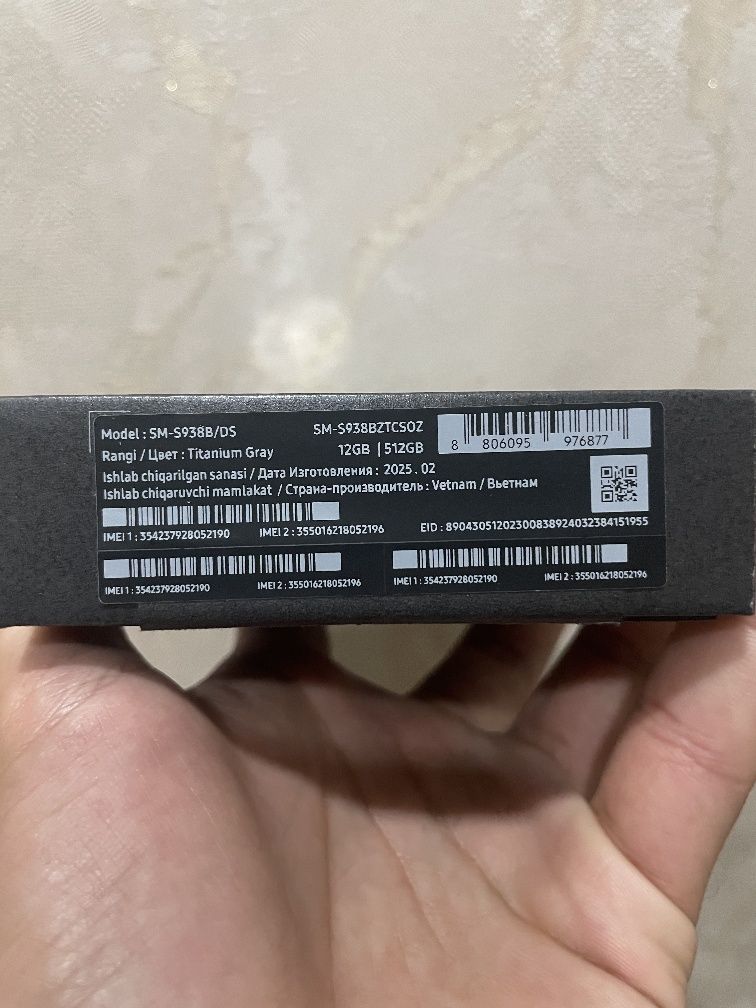 Model : SM-S938B/DS
SM-S938BZTCSOZ
Rangi / Цвет : Titanium Gray
12GB | 512GB
8 806095 976877
Ishlab chiqarilgan sanasi / Дата Изготовления : 2025 . 02
Ishlab chiqaruvchi mamlakat / Страна-производитель : Vetnam / Вьетнам
IMEI 1 : 354237928052190
IMEI 2 : 355016218052196
EID : 89043051202300838924032384151955
IMEI 1 : 354237928052190
IMEI 2 : 355016218052196
IMEI 1 : 354237928052190
IMEI 2 : 355016218052196